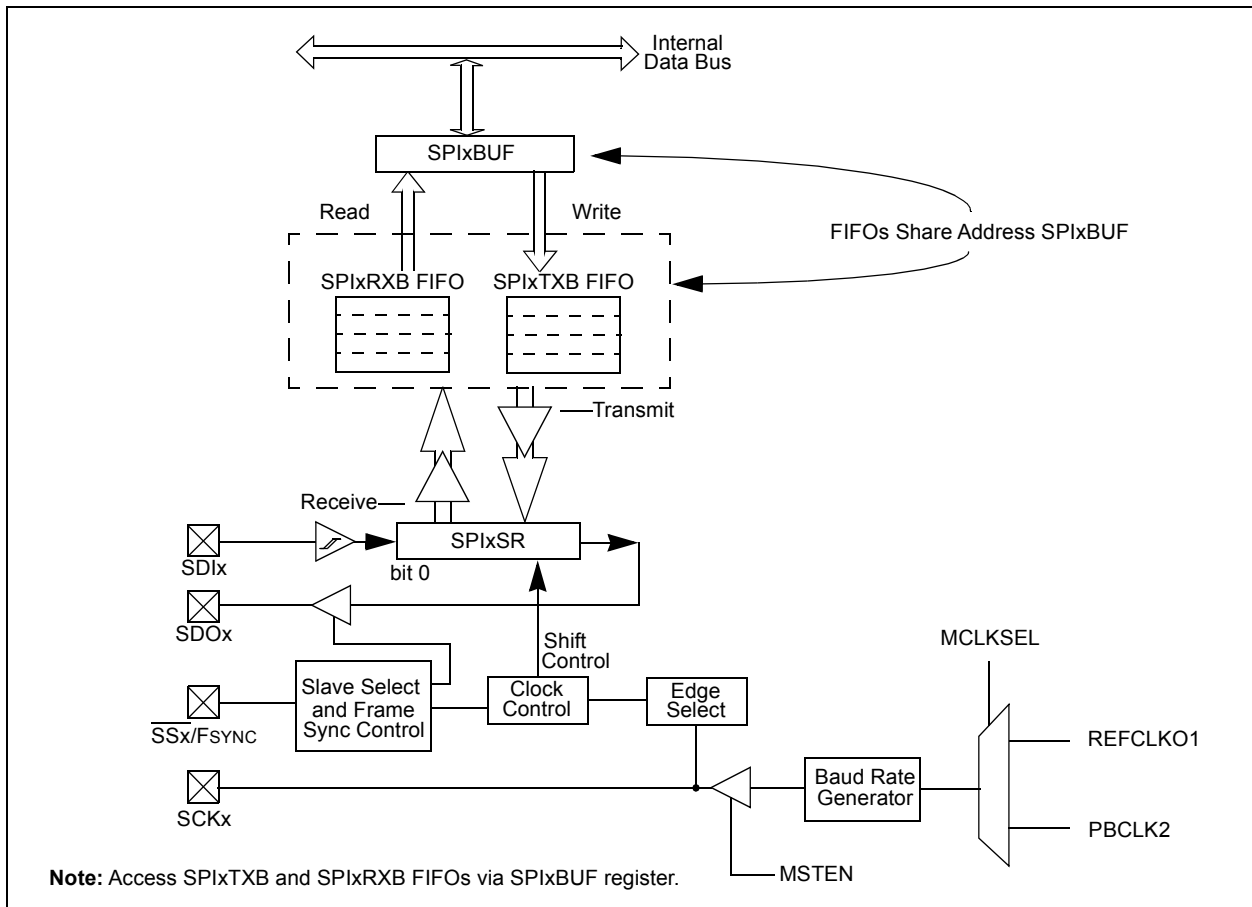 Internal
Data Bus
SPIxBUF
Read
Write
FIFOs Share Address SPIxBUF
SPIxRXB FIFO
SPIxTXB FIFO
Transmit
Receive
SPIxSR
SDIx
bit 0
SDOx
Shift
Control
MCLKSEL
Slave Select
and Frame
Sync Control
Clock
Control
Edge
Select
SSx/FSYNC
REFCLKO1
Baud Rate
Generator
SCKx
PBCLK2
MSTEN
Note: Access SPIxTXB and SPIxRXB FIFOs via SPIxBUF register.